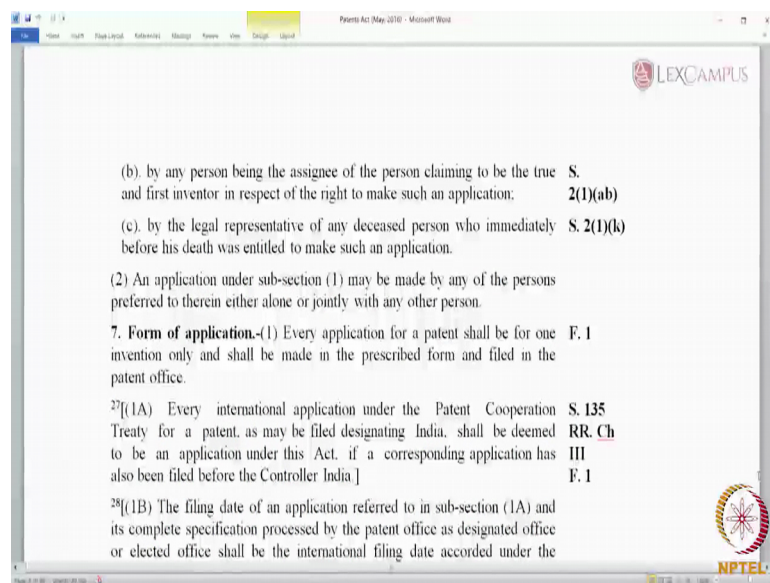 Patents Act (May, 2016) - Microsoft Word
File Home Page Layout References Mailings Review View Design Layout
LEXCAMPUS
(b). by any person being the assignee of the person claiming to be the true S.
and first inventor in respect of the right to make such an application; 2(1)(ab)
(c). by the legal representative of any deceased person who immediately S. 2(1)(k)
before his death was entitled to make such an application.
(2) An application under sub-section (1) may be made by any of the persons
preferred to therein either alone or jointly with any other person.
7. Form of application.-(1) Every application for a patent shall be for one F. 1
invention only and shall be made in the prescribed form and filed in the
patent office.
27[(1A) Every international application under the Patent Cooperation S. 135
Treaty for a patent, as may be filed designating India, shall be deemed RR. Ch
to be an application under this Act, if a corresponding application has III
also been filed before the Controller India.] F. 1
28[(1B) The filing date of an application referred to in sub-section (1A) and
its complete specification processed by the patent office as designated office
or elected office shall be the international filing date accorded under the
NPTEL